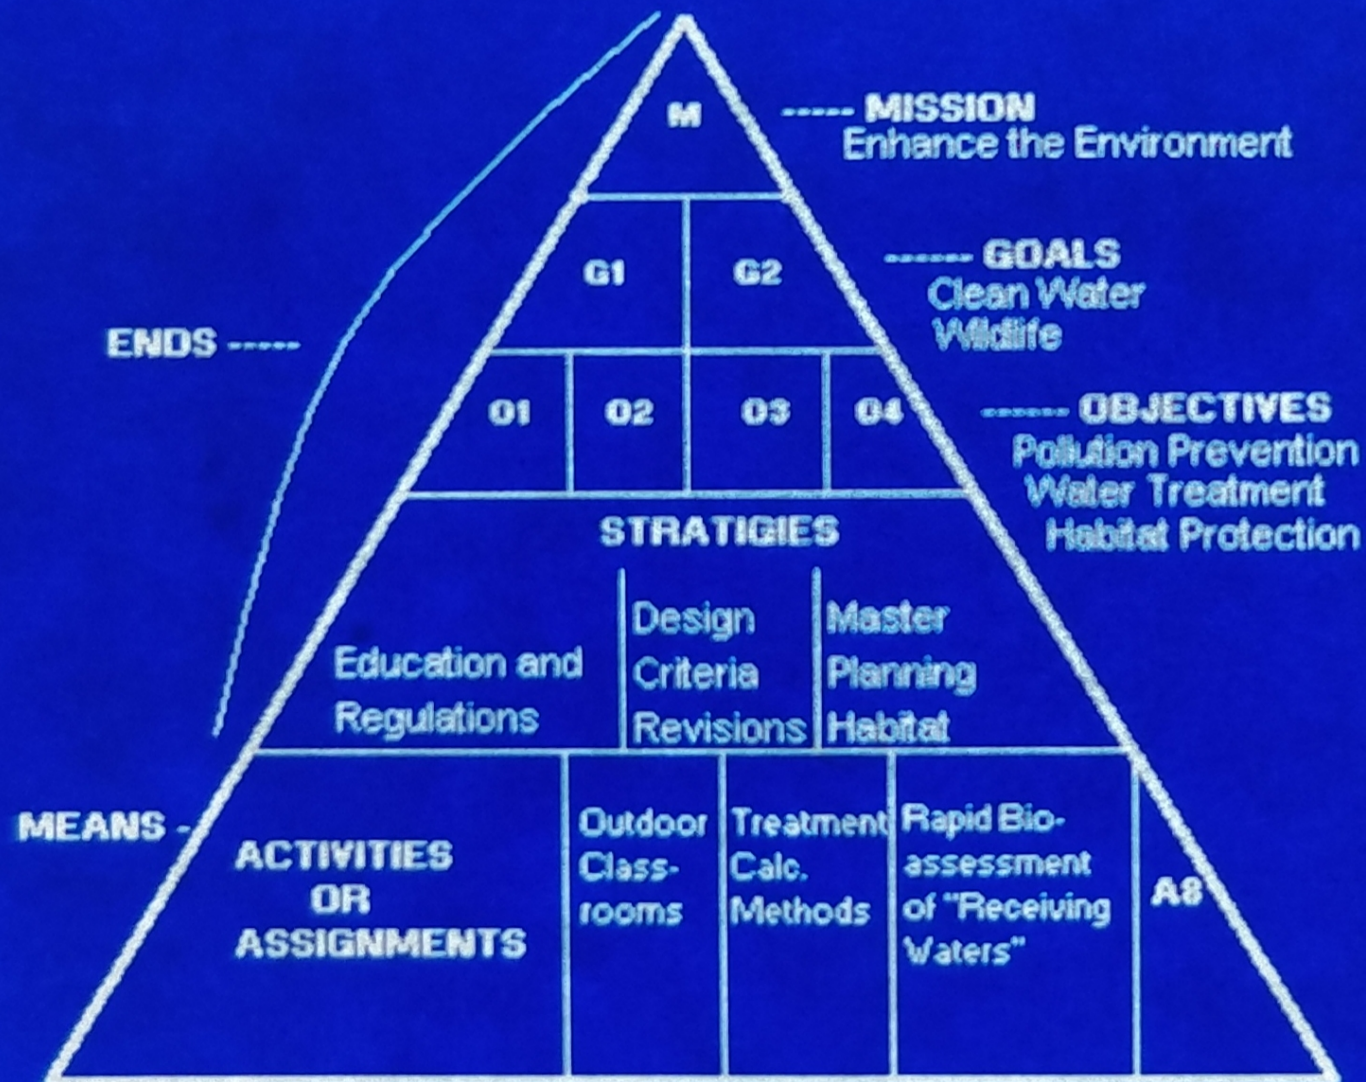 M
----- MISSION
Enhance the Environment
G1
G2
------ GOALS
Clean Water
Wildlife
ENDS -----
O1
O2
O3
O4
------ OBJECTIVES
Pollution Prevention
Water Treatment
Habitat Protection
STRATIGIES
Education and
Regulations
Design
Criteria
Revisions
Master
Planning
Habitat
MEANS -
ACTIVITIES
OR
ASSIGNMENTS
Outdoor
Class-
rooms
Treatment
Calc.
Methods
Rapid Bio-
assessment
of "Receiving
Waters"
A8